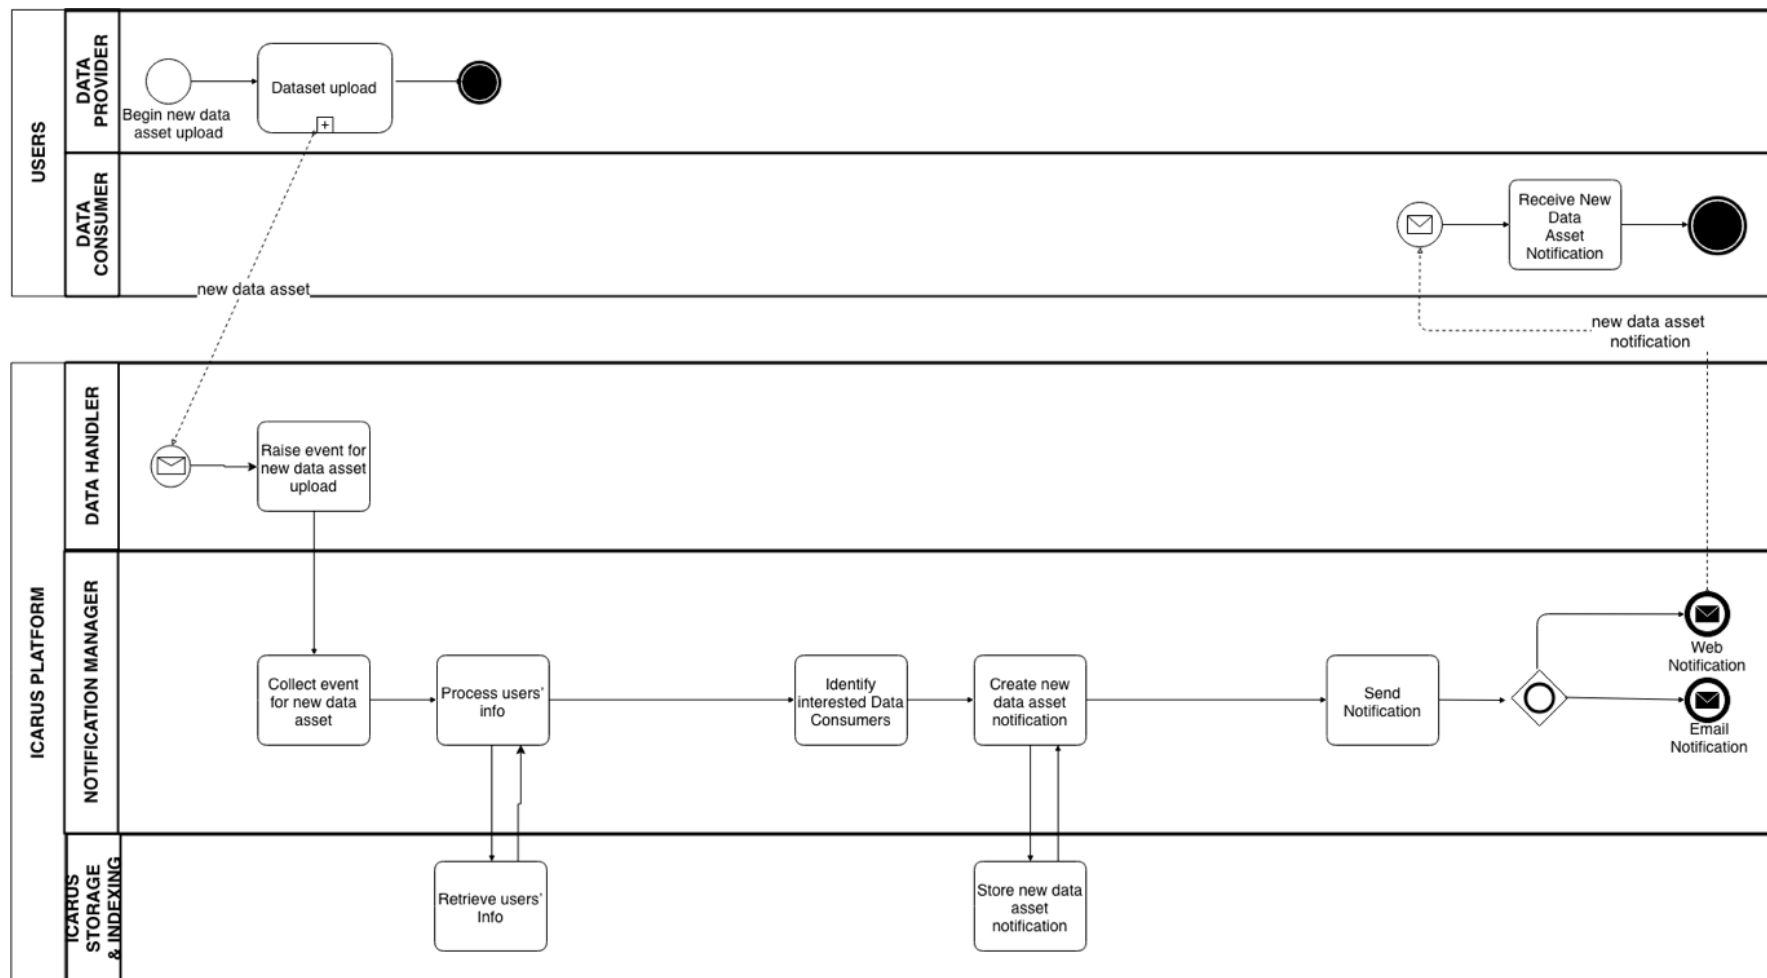 USERS
DATA
PROVIDER
Begin new data
asset upload
Dataset upload
+
DATA
CONSUMER
Receive New
Data
Asset
Notification
new data asset
new data asset
notification
ICARUS PLATFORM
DATA HANDLER
Raise event for
new data asset
upload
NOTIFICATION MANAGER
Collect event
for new data
asset
Process users'
info
Identify
interested Data
Consumers
Create new
data asset
notification
Send
Notification
Web
Notification
Email
Notification
ICARUS
STORAGE
& INDEXING
Retrieve users'
Info
Store new data
asset
notification